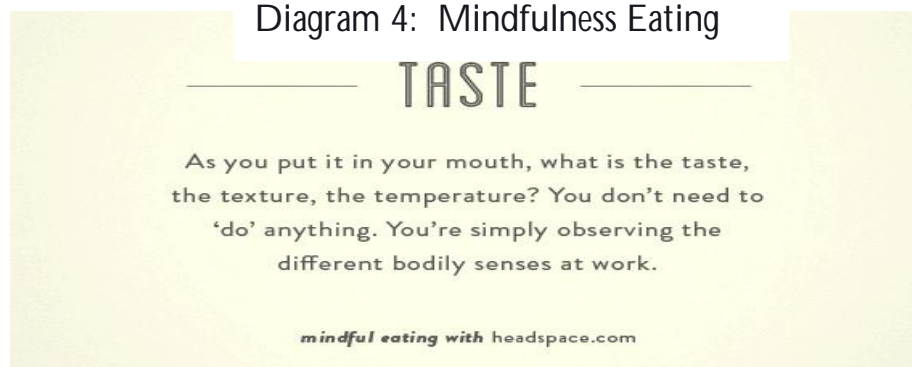 Diagram 4: Mindfulness Eating
TASTE
As you put it in your mouth, what is the taste,
the texture, the temperature? You don't need to
'do' anything. You're simply observing the
different bodily senses at work.
mindful eating with headspace.com